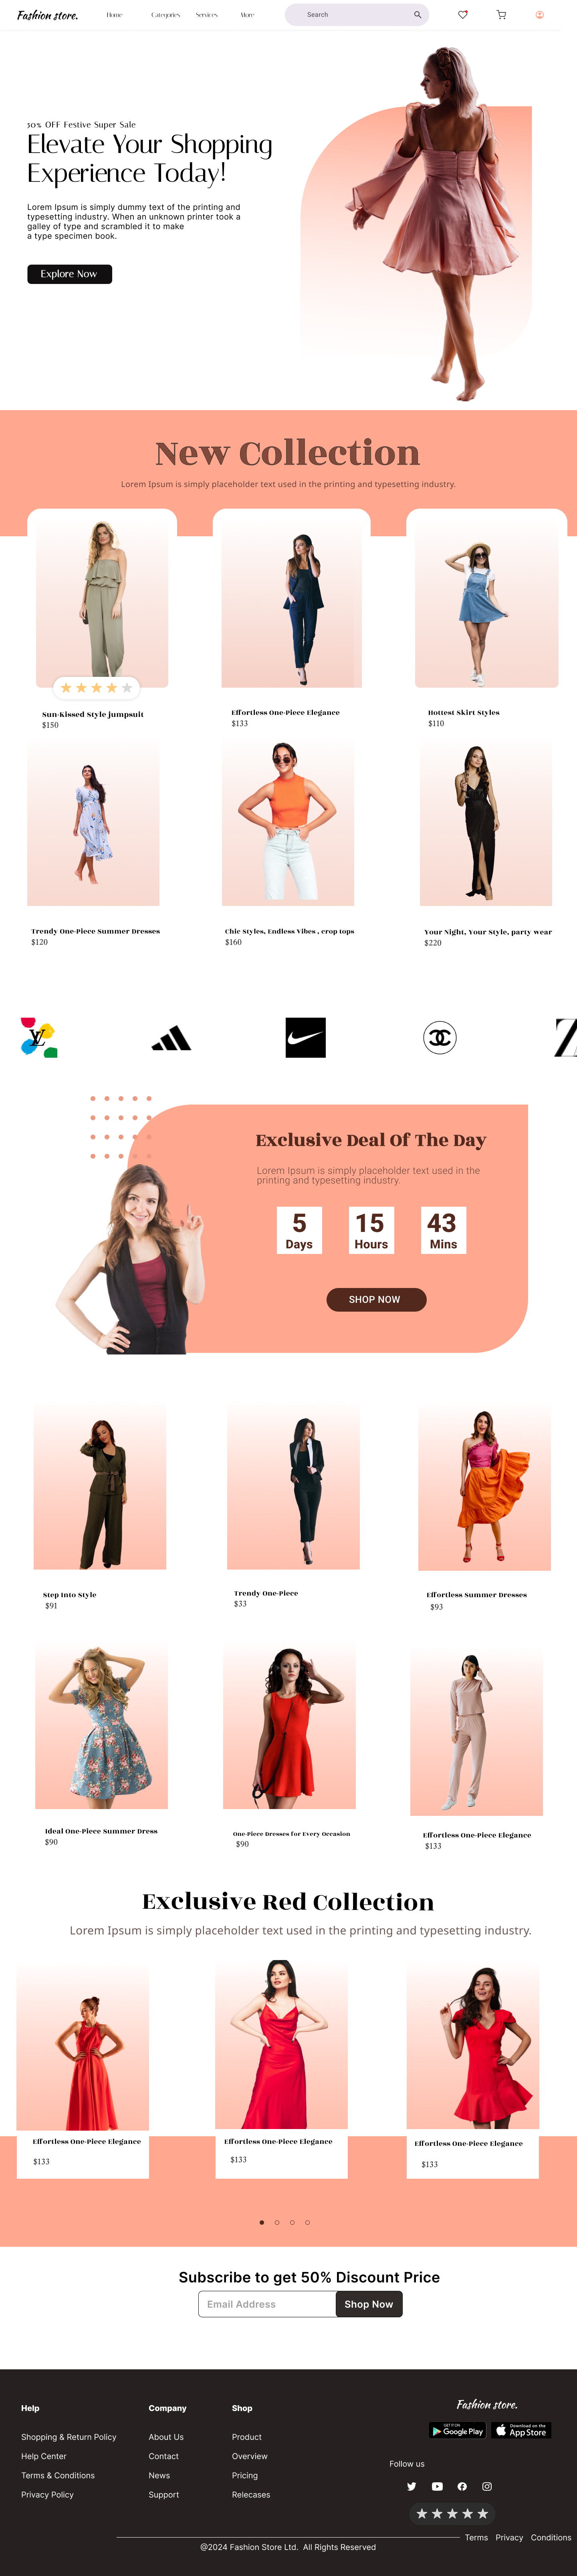 Fashion store.
Home
Categories
Services
More
Search
50% OFF Festive Super Sale
Elevate Your Shopping
Experience Today!
Lorem Ipsum is simply dummy text of the printing and
typesetting industry. When an unknown printer took a
galley of type and scrambled it to make
a type specimen book.
Explore Now
New Collection
Lorem Ipsum is simply placeholder text used in the printing and typesetting industry.
Sun-Kissed Style jumpsuit
$150
Effortless One-Piece Elegance
$133
Hottest Skirt Styles
$110
Trendy One-Piece Summer Dresses
$120
Chic Styles, Endless Vibes , crop tops
$160
Your Night, Your Style, party wear
$220
Exclusive Deal Of The Day
Lorem Ipsum is simply placeholder text used in the
printing and typesetting industry.
5
Days
15
Hours
43
Mins
SHOP NOW
Step Into Style
$91
Trendy One-Piece
$33
Effortless Summer Dresses
$93
Ideal One-Piece Summer Dress
$90
One-Piece Dresses for Every Occasion
$90
Effortless One-Piece Elegance
$133
Exclusive Red Collection
Lorem Ipsum is simply placeholder text used in the printing and typesetting industry.
Effortless One-Piece Elegance
$133
Effortless One-Piece Elegance
$133
Effortless One-Piece Elegance
$133
Subscribe to get 50% Discount Price
Email Address
Shop Now
Help
Shopping & Return Policy
Help Center
Terms & Conditions
Privacy Policy
Company
About Us
Contact
News
Support
Shop
Product
Overview
Pricing
Relecases
Fashion store.
GET IT ON
Google Play
Download on the
App Store
Follow us
Terms
Privacy
Conditions
@2024 Fashion Store Ltd. All Rights Reserved